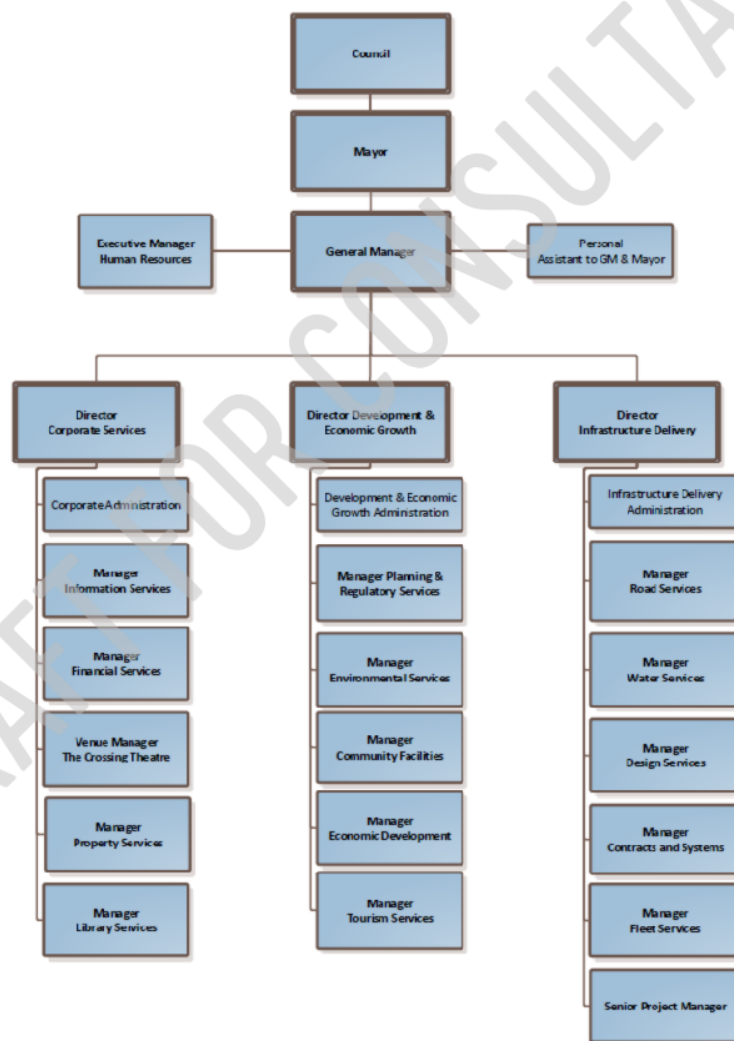 Council
Mayor
Executive Manager
Human Resources
General Manager
Personal
Assistant to GM & Mayor
Director
Corporate Services
Corporate Administration
Manager
Information Services
Manager
Financial Services
Venue Manager
The Crossing Theatre
Manager
Property Services
Manager
Library Services
Director Development &
Economic Growth
Development & Economic
Growth Administration
Manager Planning &
Regulatory Services
Manager
Environmental Services
Manager
Community Facilities
Manager
Economic Development
Manager
Tourism Services
Director
Infrastructure Delivery
Infrastructure Delivery
Administration
Manager
Road Services
Manager
Water Services
Manager
Design Services
Manager
Contracts and Systems
Manager
Fleet Services
Senior Project Manager
RAFT FOR CONSULTA